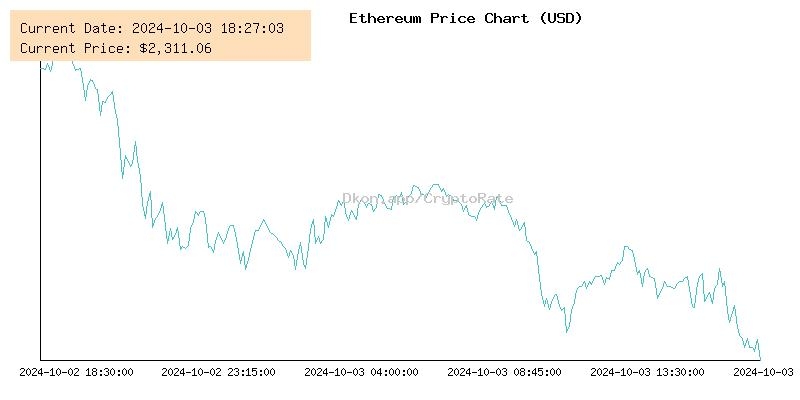 Ethereum Price Chart (USD)
Current Date: 2024-10-03 18:27:03
Current Price: $2,311.06
Dkon.app/CryptoRate
2024-10-02 18:30:00 2024-10-02 23:15:00 2024-10-03 04:00:00 2024-10-03 08:45:00 2024-10-03 13:30:00 2024-10-03